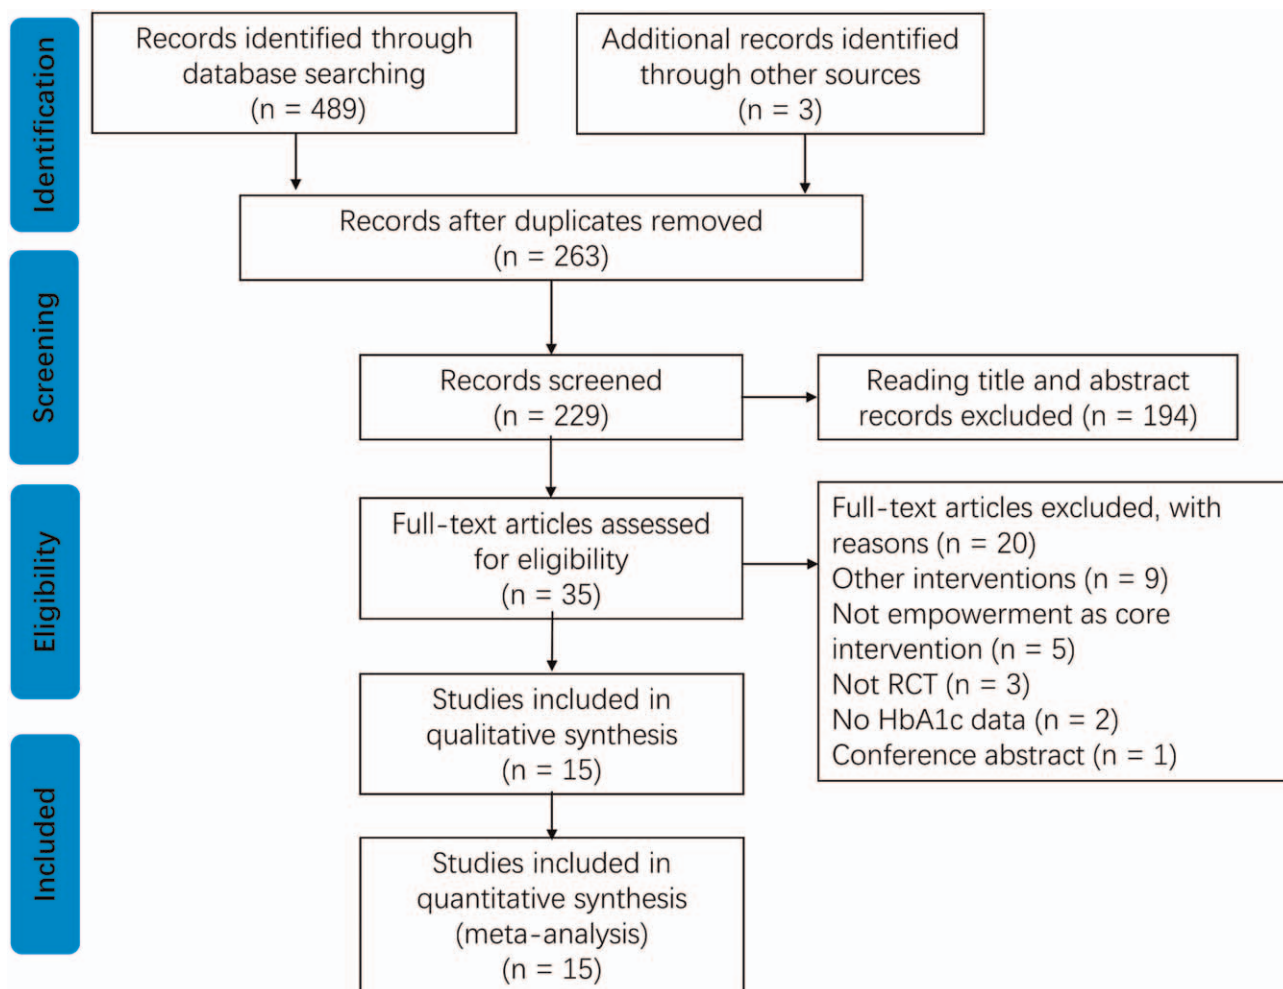 Identification
Records identified through
database searching
(n = 489)
Additional records identified
through other sources
(n = 3)
Records after duplicates removed
(n = 263)
Screening
Records screened
(n = 229)
Reading title and abstract
records excluded (n = 194)
Eligibility
Full-text articles assessed
for eligibility
(n = 35)
Full-text articles excluded, with
reasons (n = 20)
Other interventions (n = 9)
Not empowerment as core
intervention (n = 5)
Not RCT (n = 3)
No HbA1c data (n = 2)
Conference abstract (n = 1)
Studies included in
qualitative synthesis
(n = 15)
Included
Studies included in
quantitative synthesis
(meta-analysis)
(n = 15)